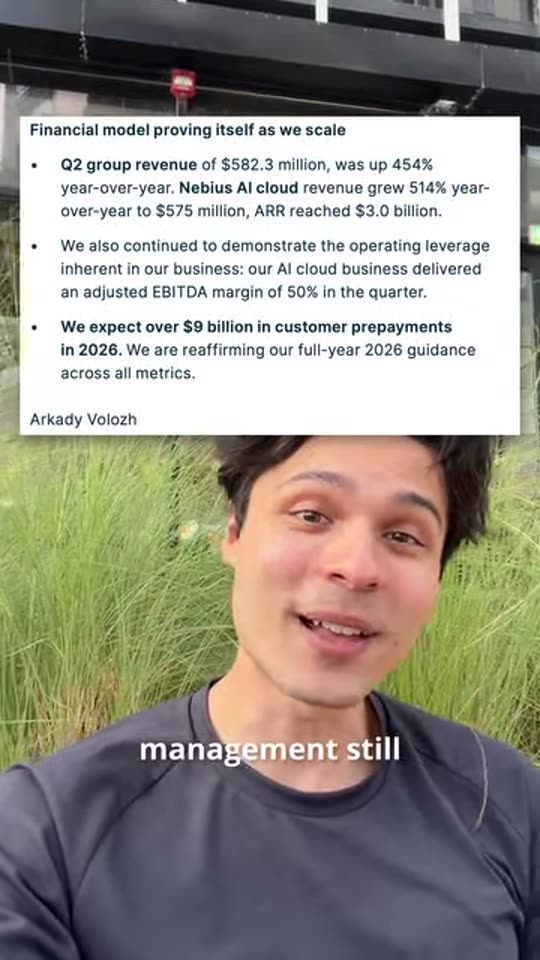 Financial model proving itself as we scale
• Q2 group revenue of $582.3 million, was up 454%
year-over-year. Nebius AI cloud revenue grew 514% year-
over-year to $575 million, ARR reached $3.0 billion.
• We also continued to demonstrate the operating leverage
inherent in our business: our AI cloud business delivered
an adjusted EBITDA margin of 50% in the quarter.
• We expect over $9 billion in customer prepayments
in 2026. We are reaffirming our full-year 2026 guidance
across all metrics.
Arkady Volozh
management still